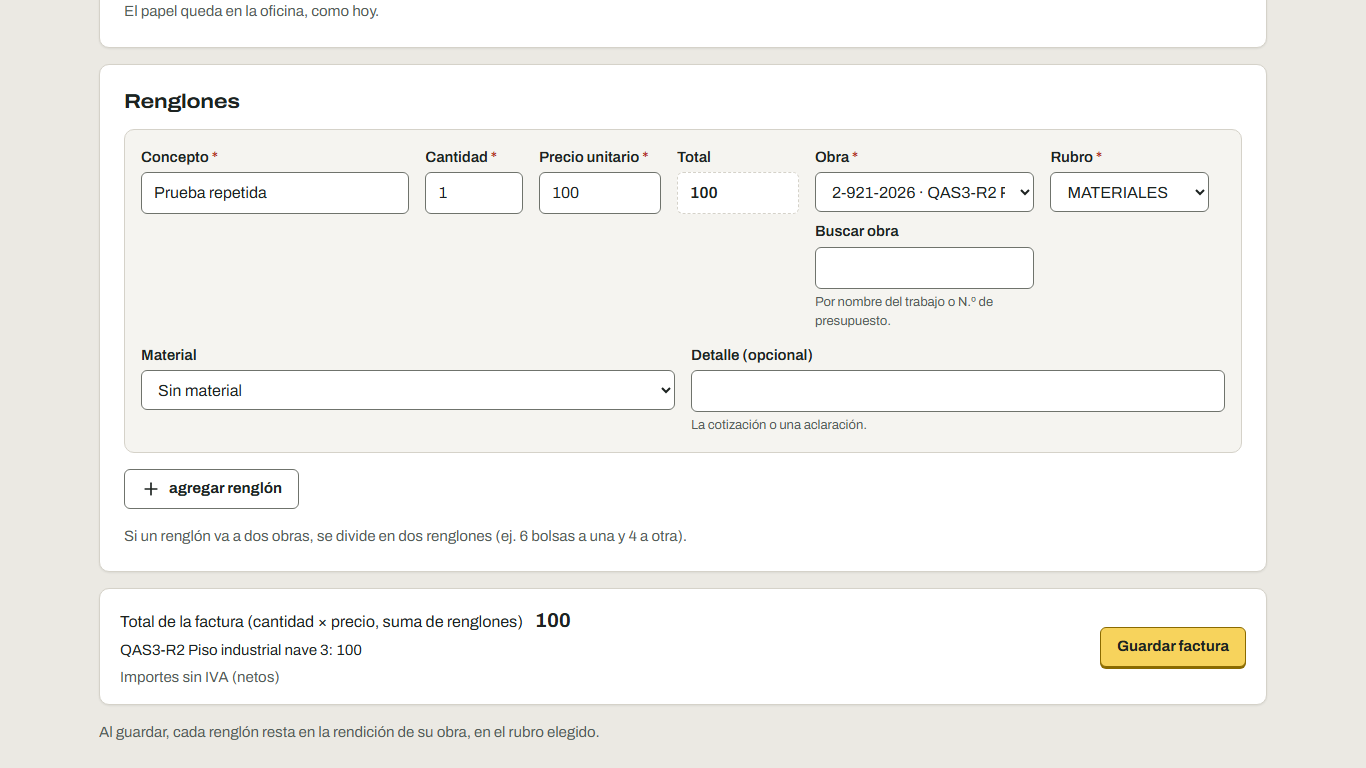 El papel queda en la oficina, como hoy.
Renglones
Concepto * Cantidad * Precio unitario * Total Obra * Rubro *
Prueba repetida 1 100 100 2-921-2026 · QAS3-R2 MATERIALES
Buscar obra
Por nombre del trabajo o N.º de
presupuesto.
Material Detalle (opcional)
Sin material
La cotización o una aclaración.
+ agregar renglón
Si un renglón va a dos obras, se divide en dos renglones (ej. 6 bolsas a una y 4 a otra).
Total de la factura (cantidad × precio, suma de renglones) 100
QAS3-R2 Piso industrial nave 3: 100
Guardar factura
Importes sin IVA (netos)
Al guardar, cada renglón resta en la rendición de su obra, en el rubro elegido.